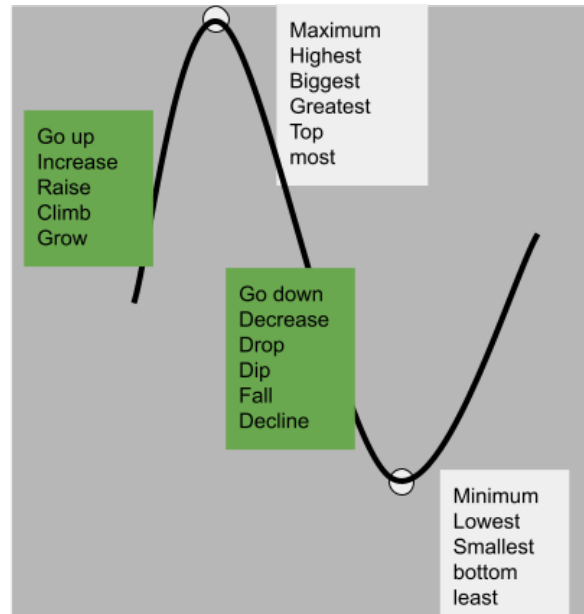 Maximum
Highest
Biggest
Greatest
Top
most
Go up
Increase
Raise
Climb
Grow
Go down
Decrease
Drop
Dip
Fall
Decline
Minimum
Lowest
Smallest
bottom
least